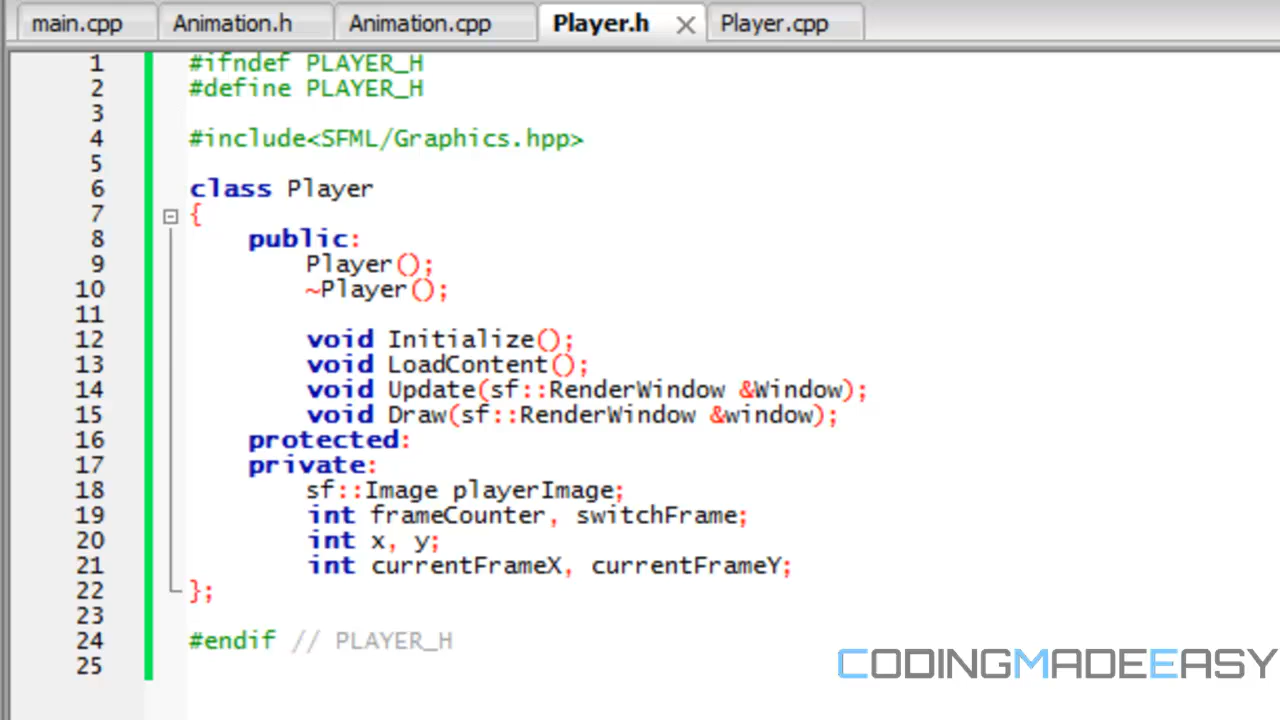 main.cpp Animation.h Animation.cpp Player.h Player.cpp
1 #ifndef PLAYER_H
2 #define PLAYER_H
3
4 #include<SFML/Graphics.hpp>
5
6 class Player
7 {
8 public:
9 Player();
10 ~Player();
11
12 void Initialize();
13 void LoadContent();
14 void Update(sf::RenderWindow &Window);
15 void Draw(sf::RenderWindow &window);
16 protected:
17 private:
18 sf::Image playerImage;
19 int frameCounter, switchFrame;
20 int x, y;
21 int currentFrameX, currentFrameY;
22 };
23
24 #endif // PLAYER_H
25
CODINGMADEEASY